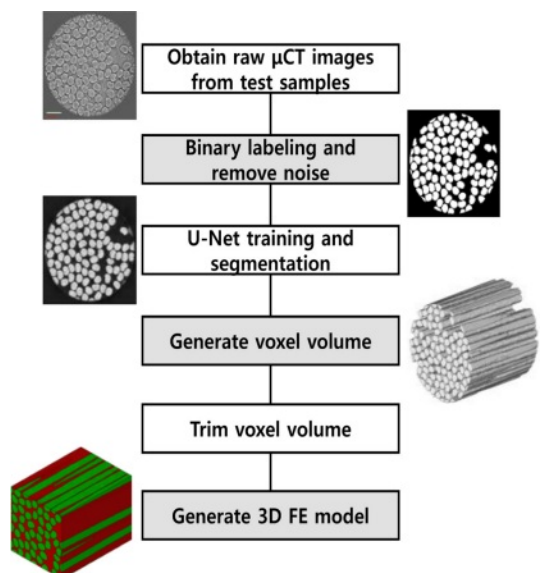 Obtain raw μCT images
from test samples
Binary labeling and
remove noise
U-Net training and
segmentation
Generate voxel volume
Trim voxel volume
Generate 3D FE model